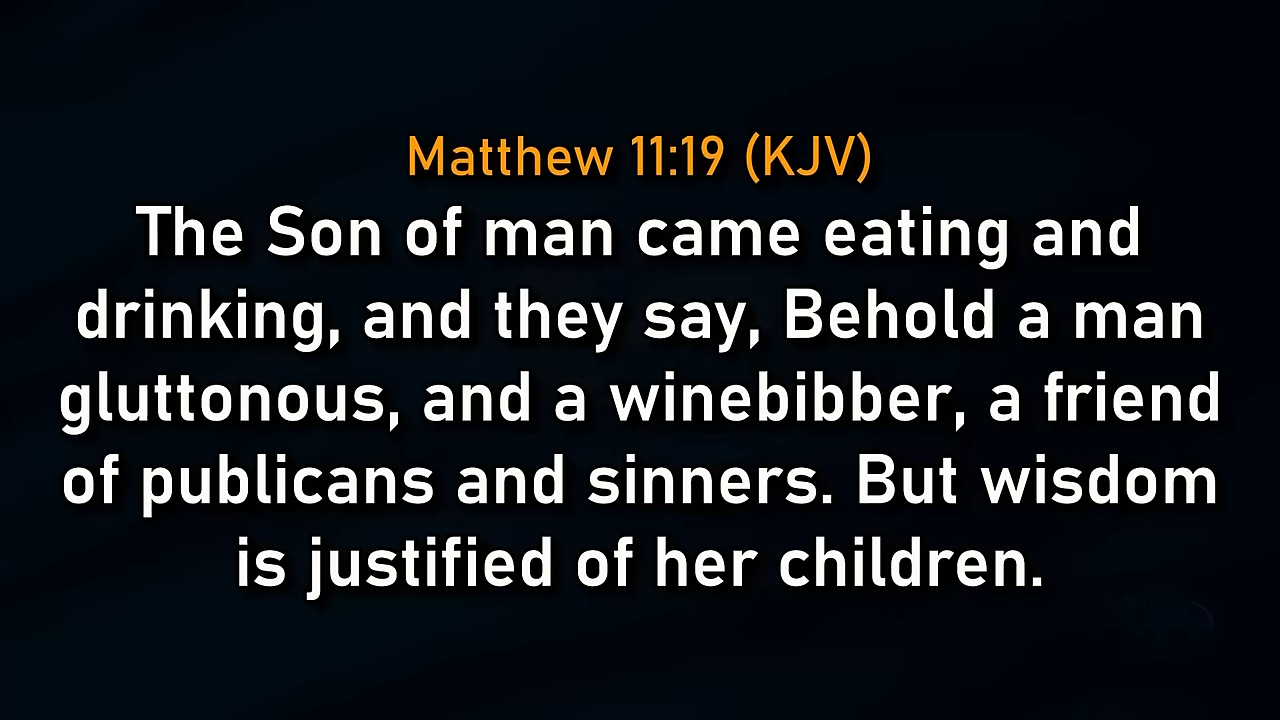 Matthew 11:19 (KJV)
The Son of man came eating and
drinking, and they say, Behold a man
gluttonous, and a winebibber, a friend
of publicans and sinners. But wisdom
is justified of her children.